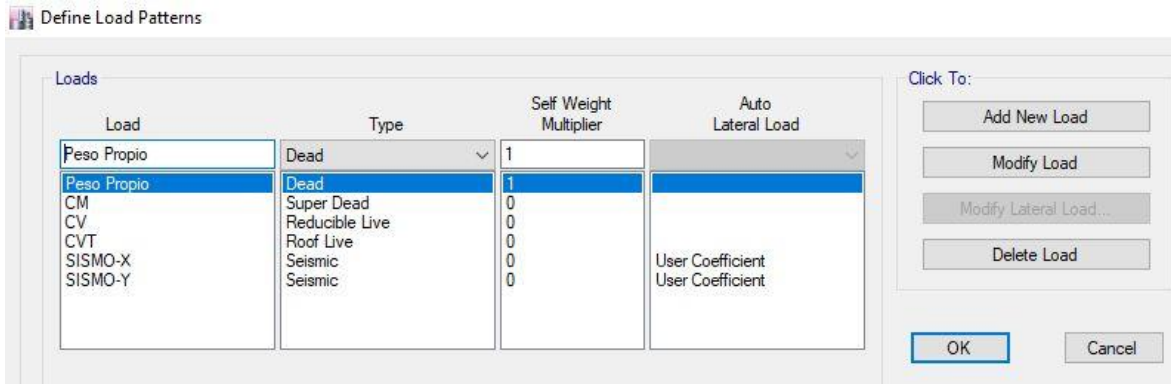 Define Load Patterns
Loads
Click To:
Load Type Self Weight Multiplier Auto Lateral Load
Peso Propio Dead 1
Peso Propio Dead 1
CM Super Dead 0
CV Reducible Live 0
CVT Roof Live 0
SISMO-X Seismic 0 User Coefficient
SISMO-Y Seismic 0 User Coefficient
Add New Load
Modify Load
Modify Lateral Load...
Delete Load
OK Cancel